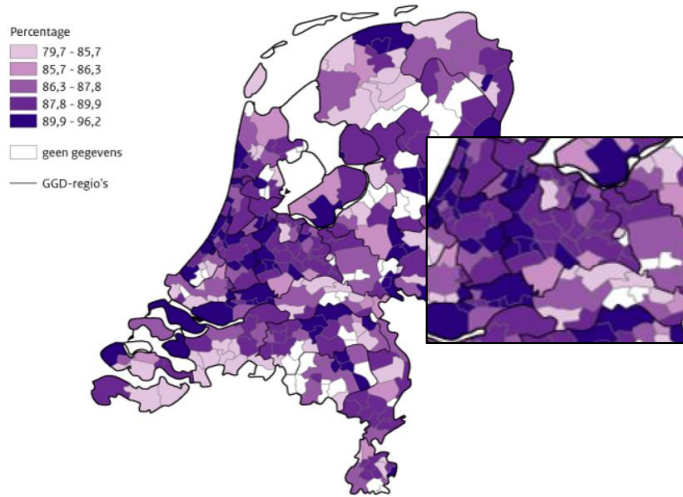 Percentage
79,7 - 85,7
85,7 - 86,3
86,3 - 87,8
87,8 - 89,9
89,9 - 96,2
geen gegevens
GGD-regio's